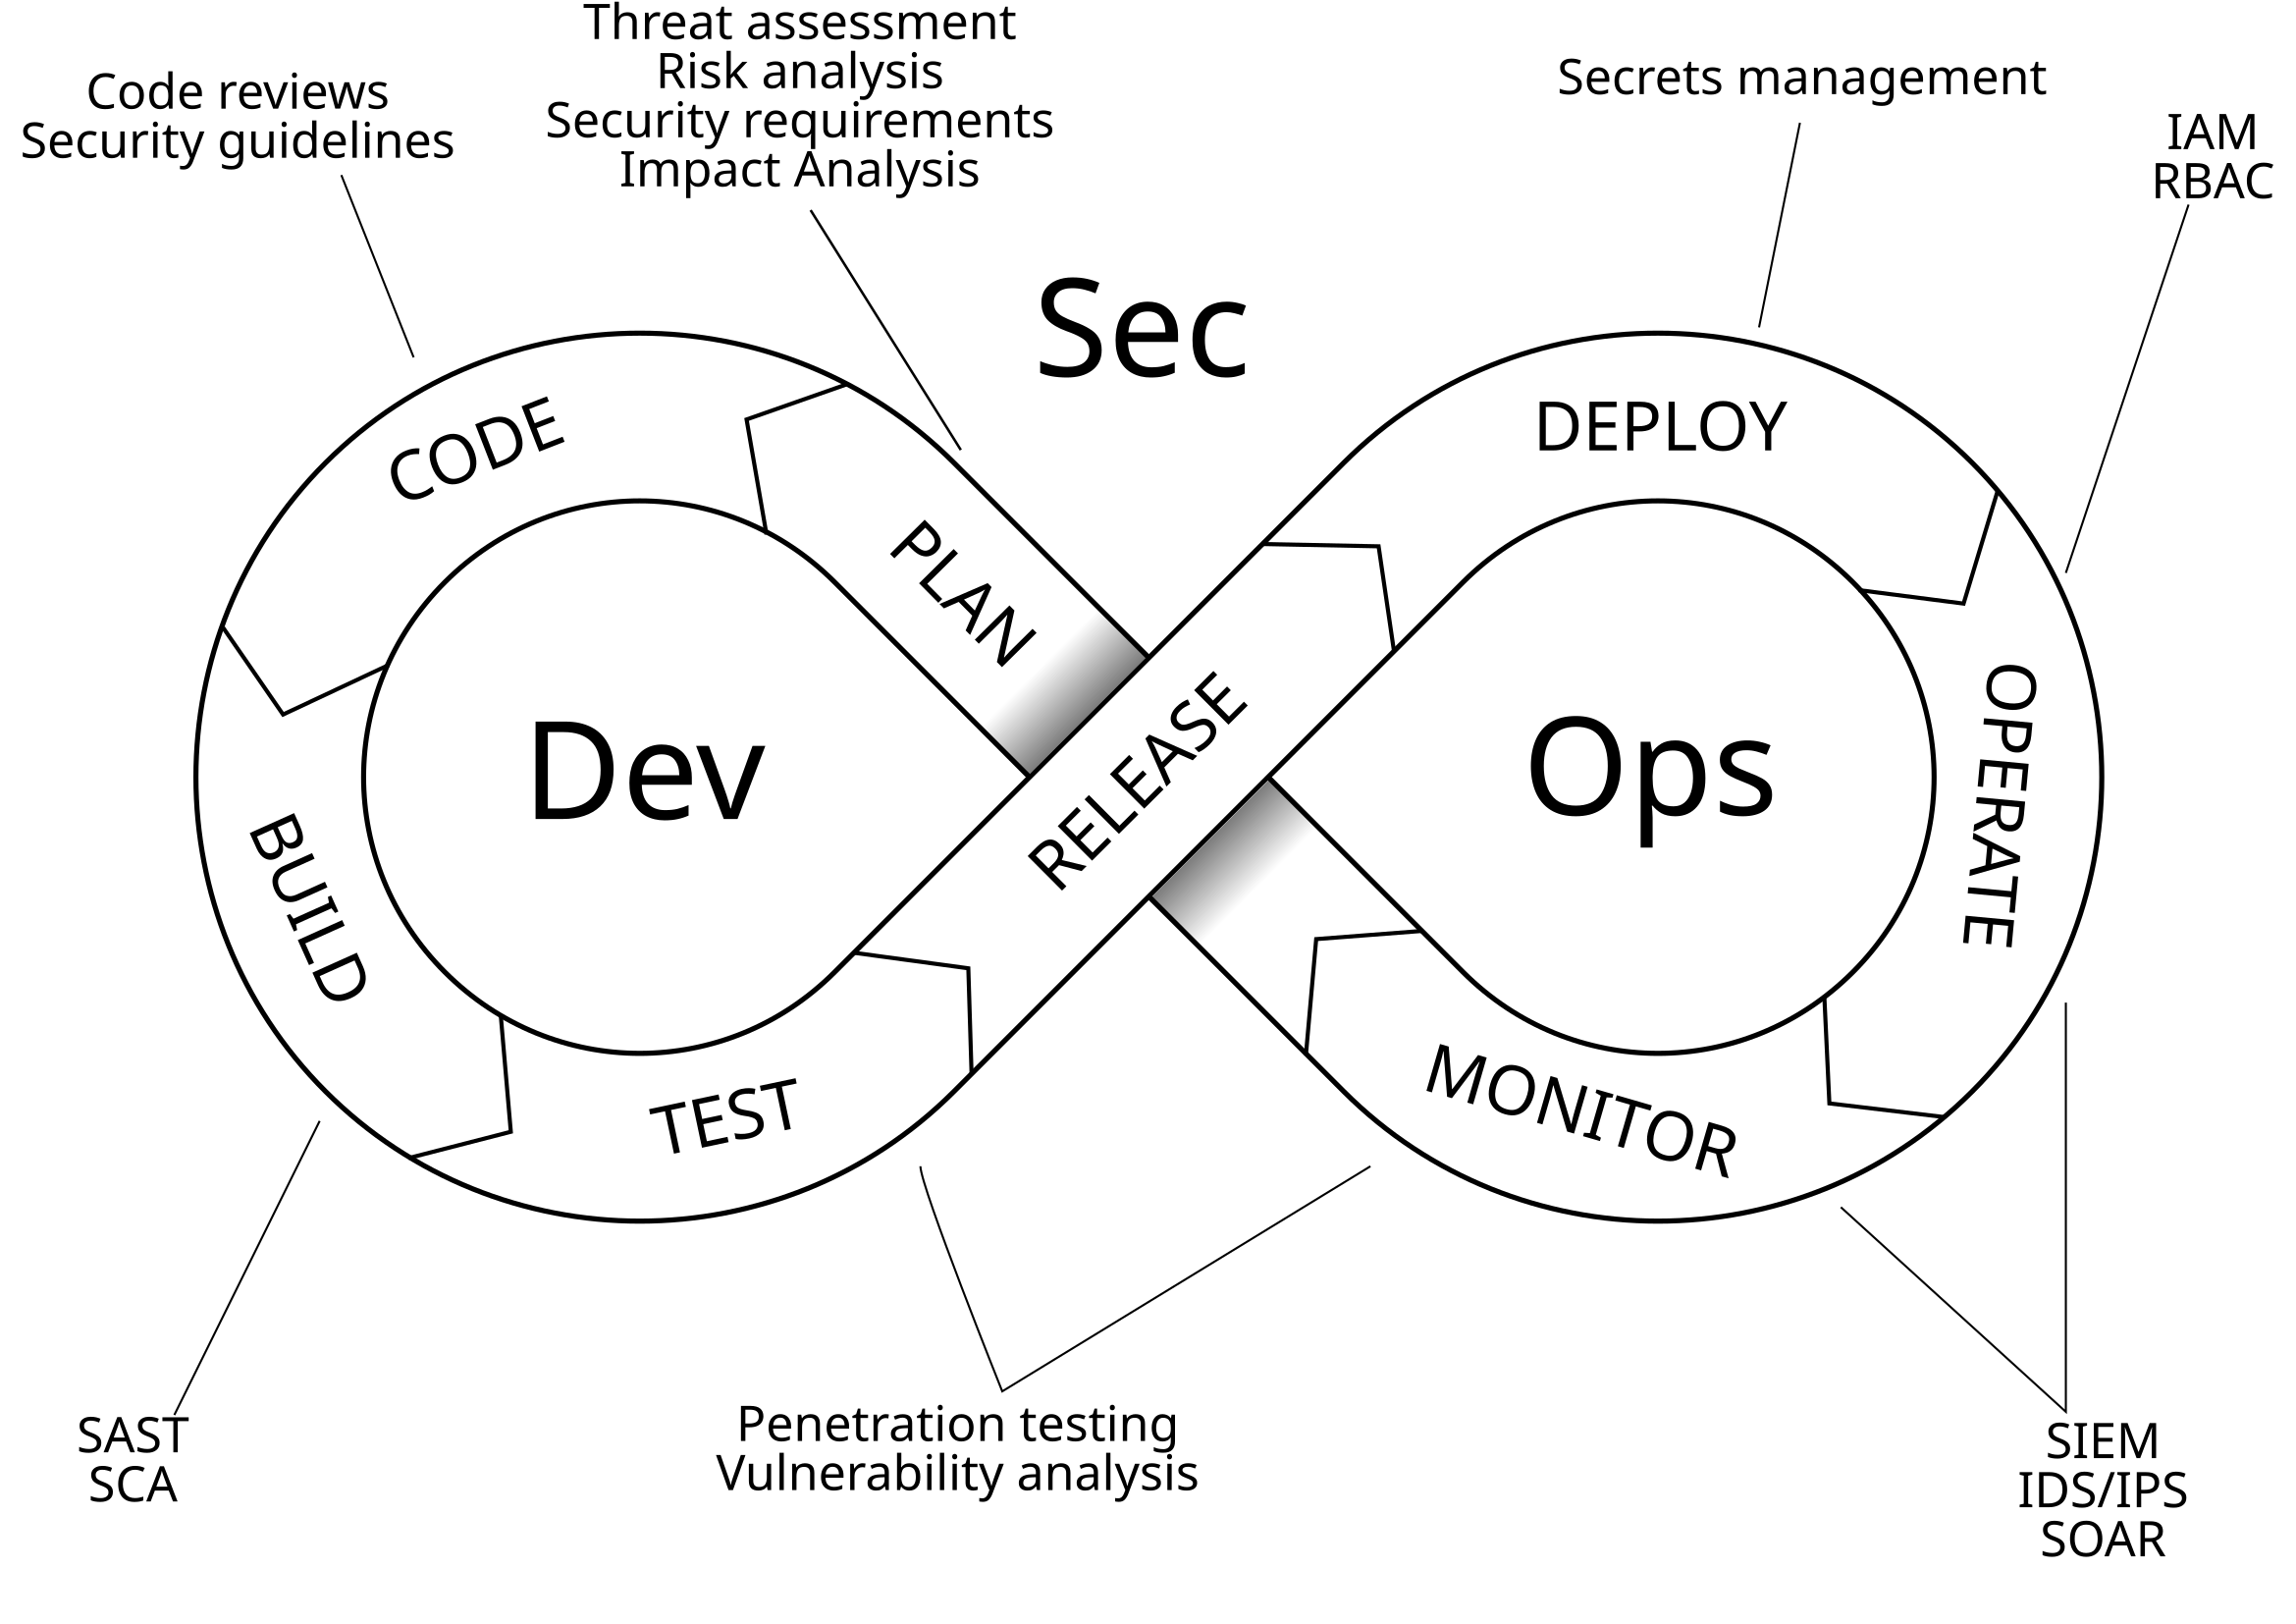 Threat assessment
Risk analysis
Security requirements
Impact Analysis
Code reviews
Security guidelines
Secrets management
IAM
RBAC
Sec
CODE
PLAN
DEPLOY
Dev
RELEASE
Ops
OPERATE
BUILD
TEST
MONITOR
SAST
SCA
Penetration testing
Vulnerability analysis
SIEM
IDS/IPS
SOAR